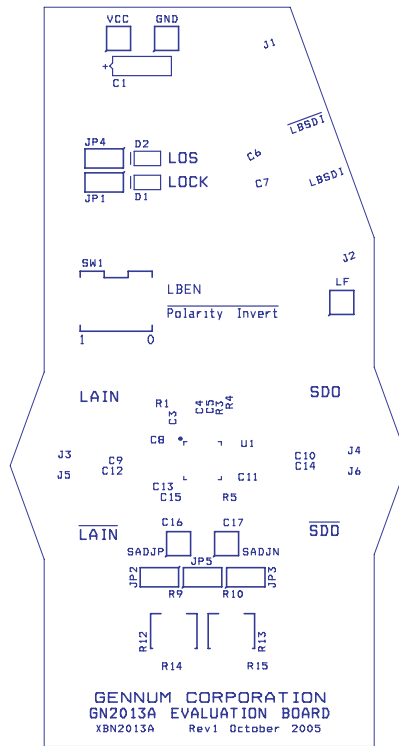 VCC GND
J1
+
C1
LBSDI
JP4 D2 LOS
C6
JP1 D1 LOCK
C7 LBSDI
J2
SW1
LBEN
LF
Polarity Invert
1 0
LAIN SDO
R1 C3 C4 C5 R3 R4
C8 U1
J3 C9 C10 J4
J5 C12 C14 J6
C13 C11
C15 R5
LAIN C16 C17 SDO
SADJP SADJN
JP2 JP5 JP3
R9 R10
R12 R13
R14 R15
GENNUM CORPORATION
GN2013A EVALUATION BOARD
XBN2013A Rev1 October 2005